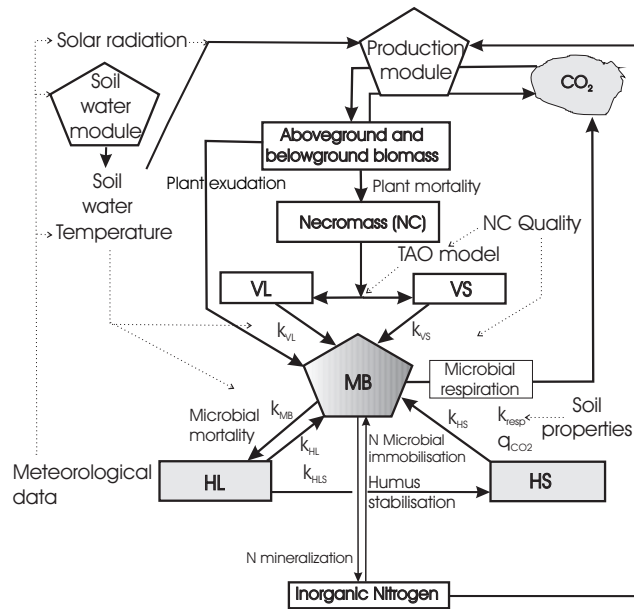 Solar radiation
Production
module
CO2
Soil
water
module
Aboveground and
belowground biomass
Plant exudation
Plant mortality
Soil
water
Temperature
Necromass (NC)
NC Quality
TAO model
VL
VS
kVL
kVS
MB
Microbial
respiration
Microbial
mortality
kMB
kHL
kHLS
N Microbial
immobilisation
kHS
kresp
qCO2
Soil
properties
Meteorological
data
HL
Humus
stabilisation
HS
N mineralization
Inorganic Nitrogen